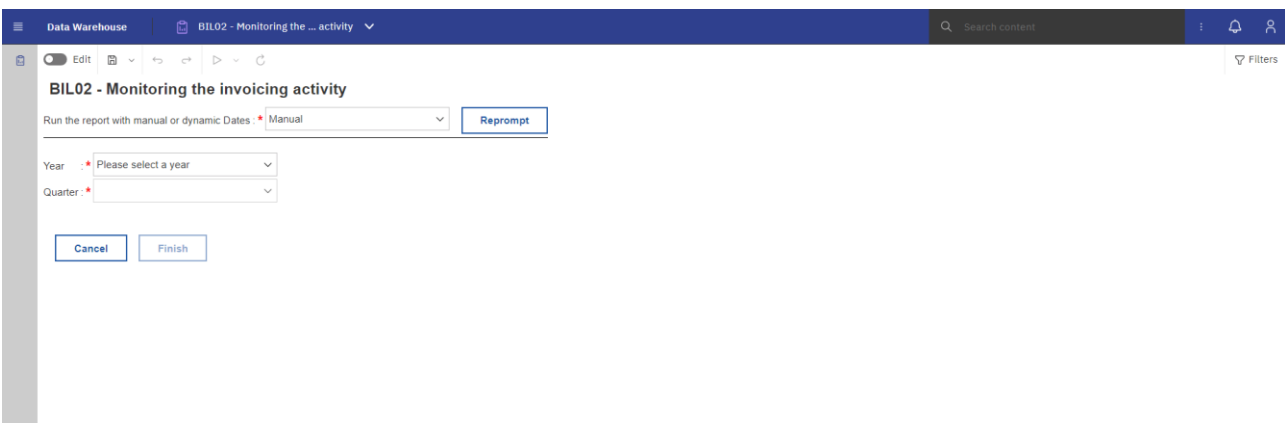 Data Warehouse BIL02 - Monitoring the ... activity Search content
Edit Filters
BIL02 - Monitoring the invoicing activity
Run the report with manual or dynamic Dates : * Manual Reprompt
Year : * Please select a year
Quarter : *
Cancel Finish